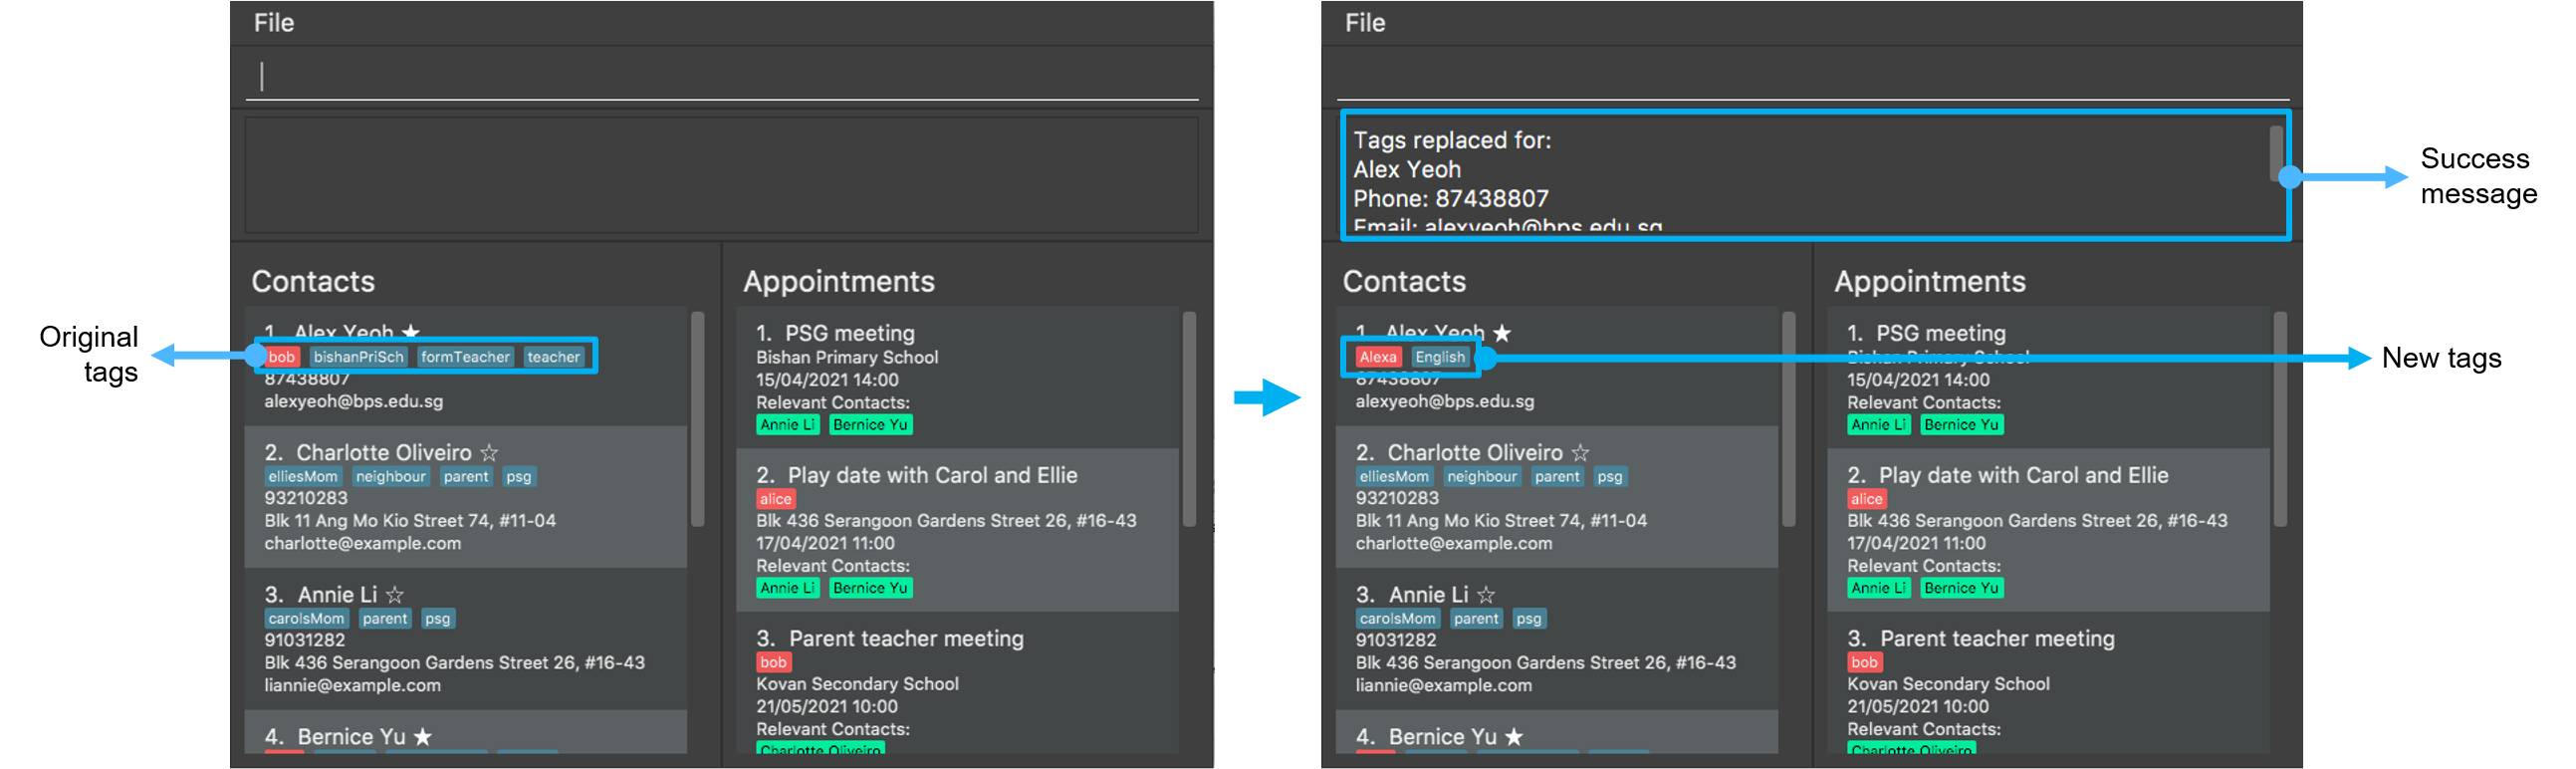 Original
tags
File
Contacts
1. Alex Yeoh ★
bob bishanPriSch formTeacher teacher
87438807
alexyeoh@bps.edu.sg
2. Charlotte Oliveiro ☆
elliesMom neighbour parent psg
93210283
Blk 11 Ang Mo Kio Street 74, #11-04
charlotte@example.com
3. Annie Li ☆
carolsMom parent psg
91031282
Blk 436 Serangoon Gardens Street 26, #16-43
liannie@example.com
4. Bernice Yu ★
Appointments
1. PSG meeting
Bishan Primary School
15/04/2021 14:00
Relevant Contacts:
Annie Li Bernice Yu
2. Play date with Carol and Ellie
alice
Blk 436 Serangoon Gardens Street 26, #16-43
17/04/2021 11:00
Relevant Contacts:
Annie Li Bernice Yu
3. Parent teacher meeting
bob
Kovan Secondary School
21/05/2021 10:00
Relevant Contacts:
Charlotte Oliveiro
File
Tags replaced for:
Alex Yeoh
Phone: 87438807
Email: alexyeoh@bps.edu.sg
Contacts
1. Alex Yeoh ★
Alexa English
87438807
alexyeoh@bps.edu.sg
2. Charlotte Oliveiro ☆
elliesMom neighbour parent psg
93210283
Blk 11 Ang Mo Kio Street 74, #11-04
charlotte@example.com
3. Annie Li ☆
carolsMom parent psg
91031282
Blk 436 Serangoon Gardens Street 26, #16-43
liannie@example.com
4. Bernice Yu ★
Appointments
1. PSG meeting
Bishan Primary School
15/04/2021 14:00
Relevant Contacts:
Annie Li Bernice Yu
2. Play date with Carol and Ellie
alice
Blk 436 Serangoon Gardens Street 26, #16-43
17/04/2021 11:00
Relevant Contacts:
Annie Li Bernice Yu
3. Parent teacher meeting
bob
Kovan Secondary School
21/05/2021 10:00
Relevant Contacts:
Charlotte Oliveiro
Success
message
New tags